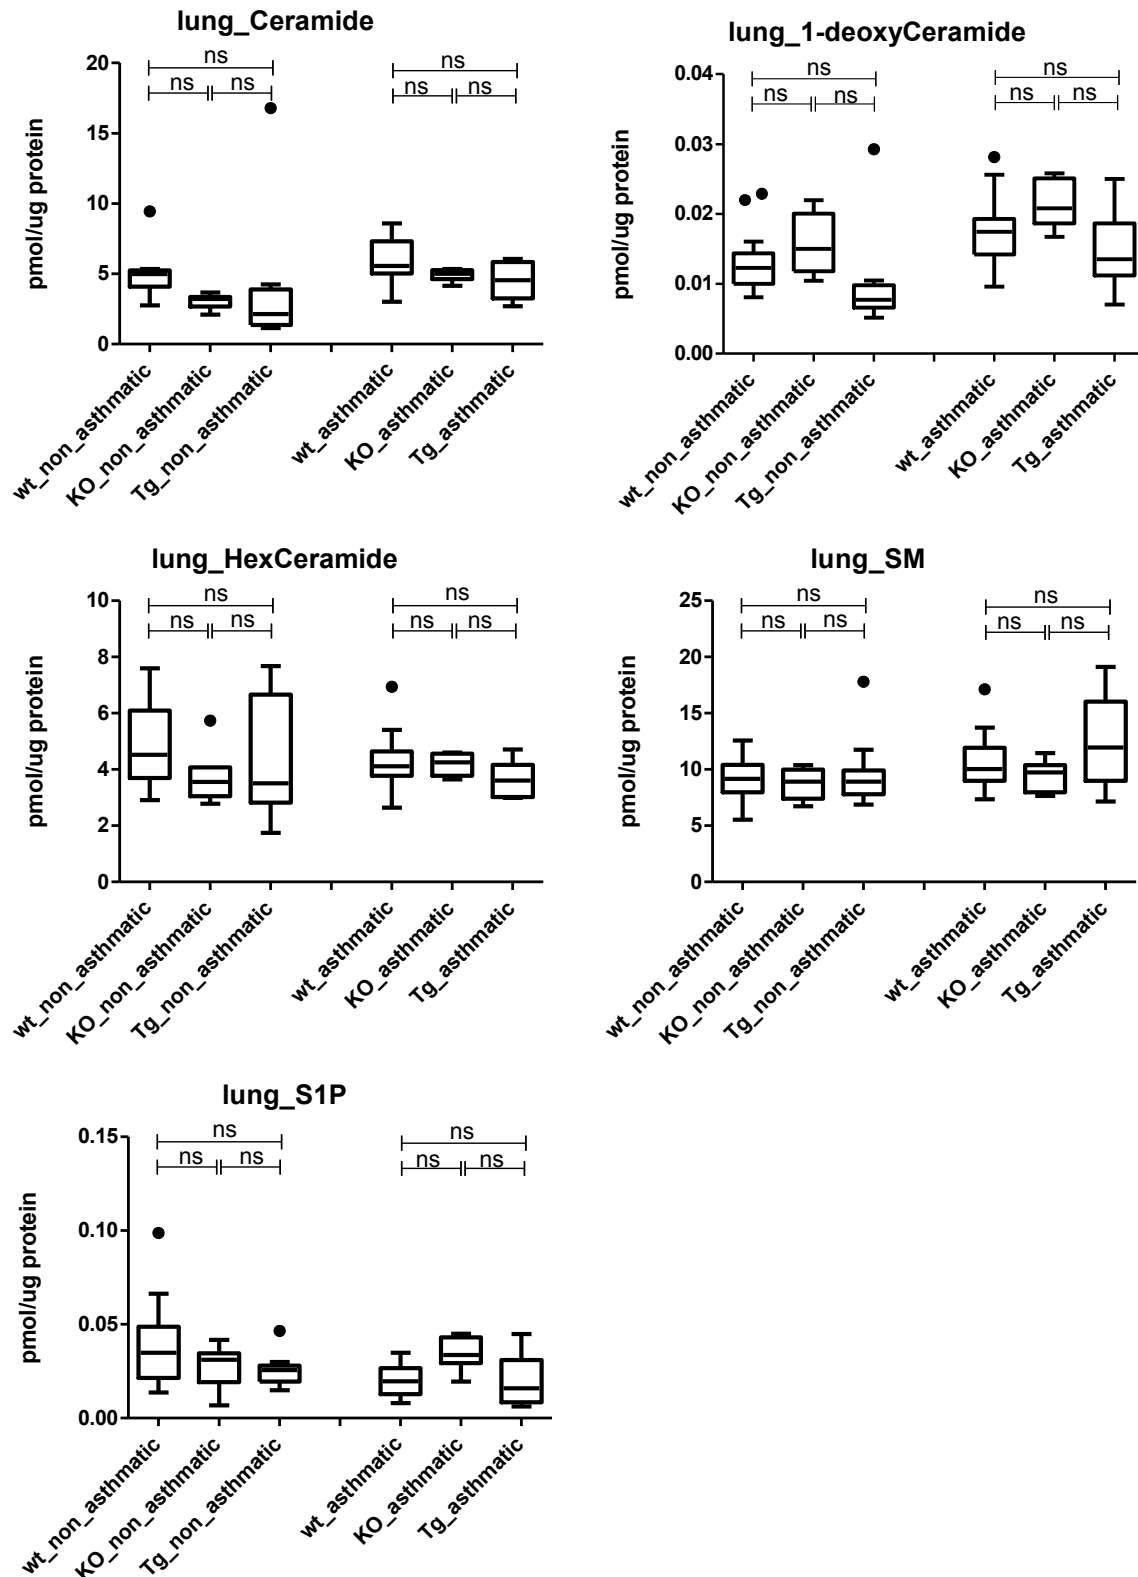 lung_Ceramide
pmol/ug protein
20
15
10
5
0
ns
ns ns
ns
ns ns
wt_non_asthmatic
KO_non_asthmatic
Tg_non_asthmatic
wt_asthmatic
KO_asthmatic
Tg_asthmatic
lung_1-deoxyCeramide
pmol/ug protein
0.04
0.03
0.02
0.01
0.00
ns
ns ns
ns
ns ns
wt_non_asthmatic
KO_non_asthmatic
Tg_non_asthmatic
wt_asthmatic
KO_asthmatic
Tg_asthmatic
lung_HexCeramide
pmol/ug protein
10
8
6
4
2
0
ns
ns ns
ns
ns ns
wt_non_asthmatic
KO_non_asthmatic
Tg_non_asthmatic
wt_asthmatic
KO_asthmatic
Tg_asthmatic
lung_SM
pmol/ug protein
25
20
15
10
5
0
ns
ns ns
ns
ns ns
wt_non_asthmatic
KO_non_asthmatic
Tg_non_asthmatic
wt_asthmatic
KO_asthmatic
Tg_asthmatic
lung_S1P
pmol/ug protein
0.15
0.10
0.05
0.00
ns
ns ns
ns
ns ns
wt_non_asthmatic
KO_non_asthmatic
Tg_non_asthmatic
wt_asthmatic
KO_asthmatic
Tg_asthmatic